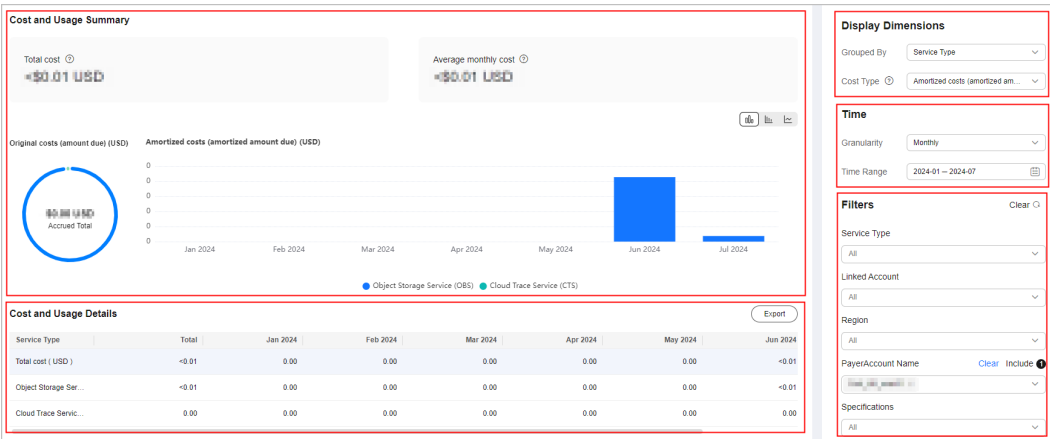 Cost and Usage Summary
Total cost
<$0.01 USD
Average monthly cost
<$0.01 USD
Original costs (amount due) (USD)
Accrued Total
Amortized costs (amortized amount due) (USD)
0
0
0
0
0
0
Jan 2024 Feb 2024 Mar 2024 Apr 2024 May 2024 Jun 2024 Jul 2024
Object Storage Service (OBS) Cloud Trace Service (CTS)
Cost and Usage Details
Export
Service Type Total Jan 2024 Feb 2024 Mar 2024 Apr 2024 May 2024 Jun 2024
Total cost ( USD ) <0.01 0.00 0.00 0.00 0.00 0.00 <0.01
Object Storage Ser... <0.01 0.00 0.00 0.00 0.00 0.00 <0.01
Cloud Trace Servic... 0.00 0.00 0.00 0.00 0.00 0.00 0.00
Display Dimensions
Grouped By Service Type
Cost Type Amortized costs (amortized am...
Time
Granularity Monthly
Time Range 2024-01 — 2024-07
Filters Clear
Service Type
All
Linked Account
All
Region
All
PayerAccount Name Clear Include 1
Specifications
All